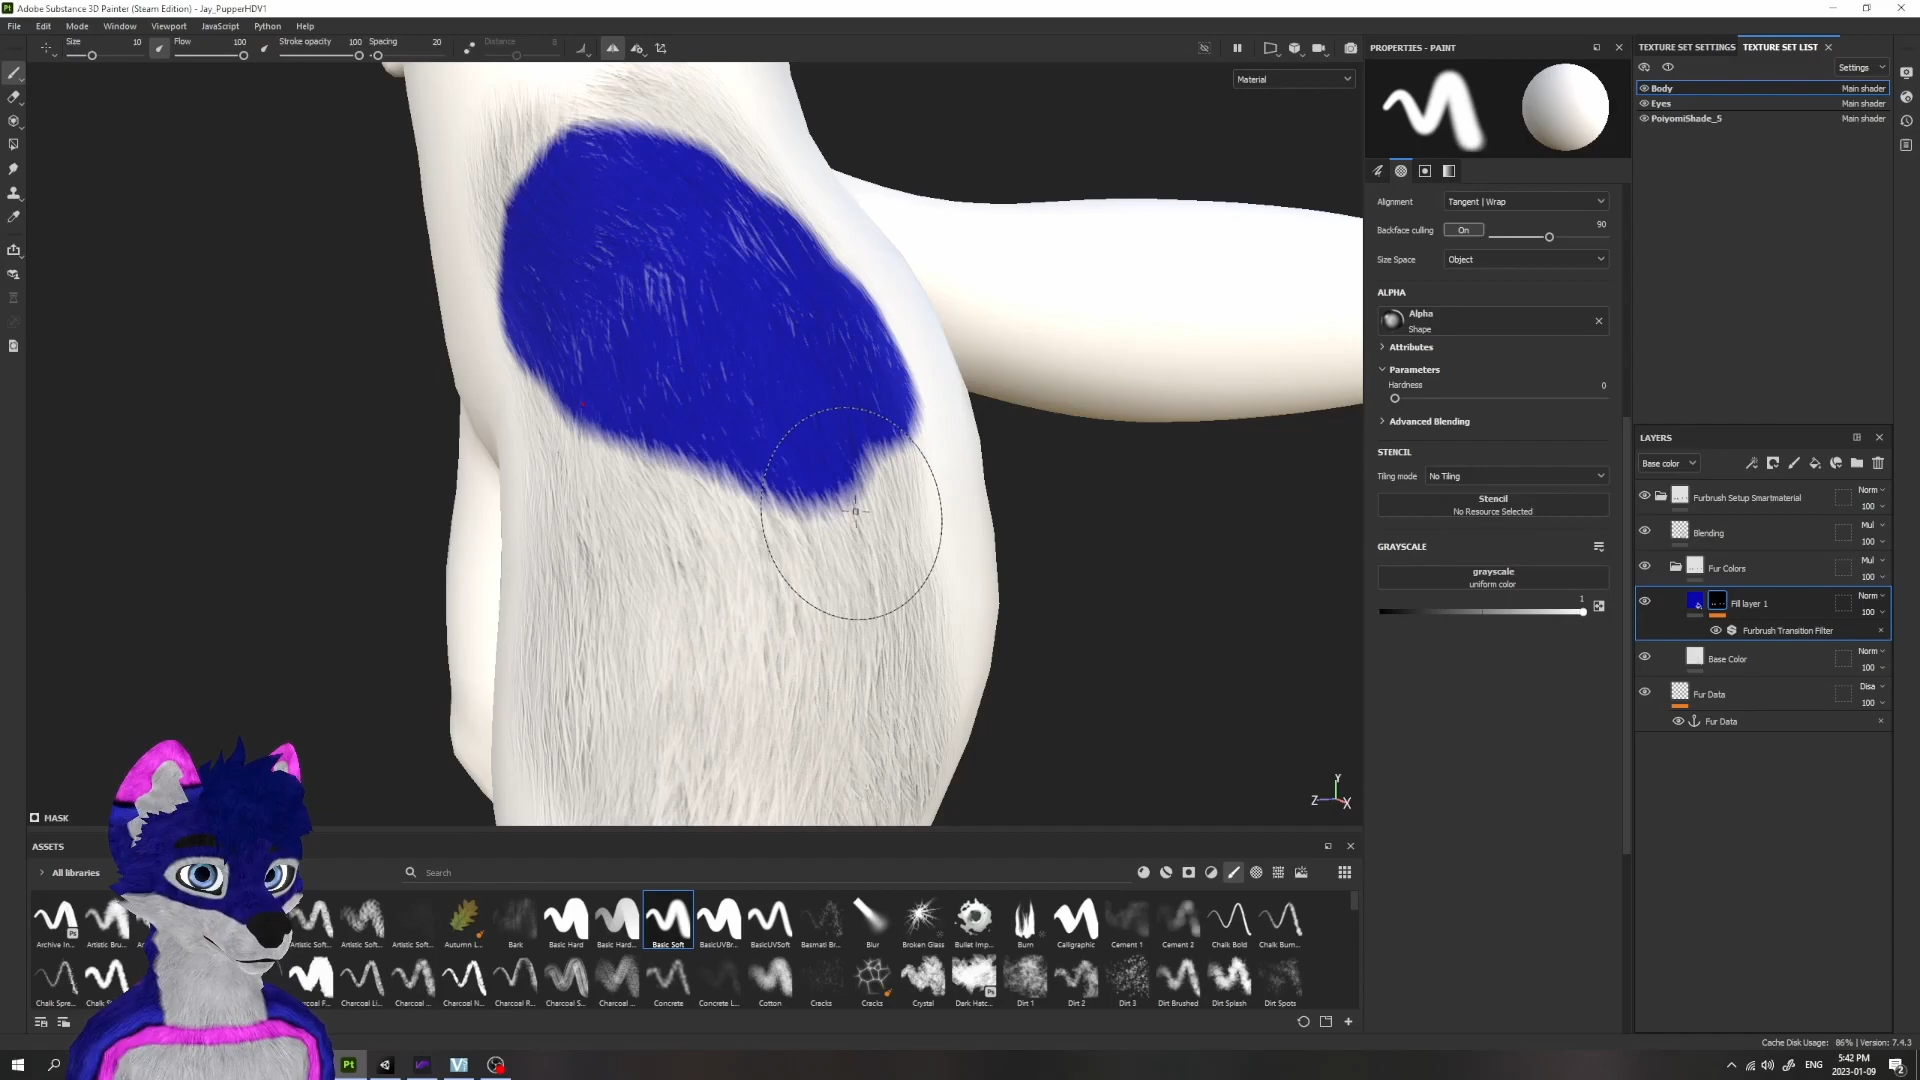 Adobe Substance 3D Painter (Steam Edition) - Jay_PupperHDV1
File Edit Mode Window Viewport JavaScript Python Help
Size 10 Flow 100 Stroke opacity 100 Spacing 20 Distance 8
Material
MASK
Z Y X
PROPERTIES - PAINT
Alignment Tangent | Wrap
Backface culling On 90
Size Space Object
ALPHA
Alpha
Shape
Attributes
Parameters
Hardness 0
Advanced Blending
STENCIL
Tiling mode No Tiling
Stencil
No Resource Selected
GRAYSCALE
grayscale
uniform color
1
TEXTURE SET SETTINGS TEXTURE SET LIST
Settings
Body Main shader
Eyes Main shader
PoiyomiShade_5 Main shader
LAYERS
Base color
Furbrush Setup Smartmaterial Norm 100
Blending Mul 100
Fur Colors Mul 100
Fill layer 1 Norm 100
Furbrush Transition Filter
Base Color Norm 100
Fur Data Disa 100
Fur Data
ASSETS
All libraries Search
Archive In... Artistic Bru... Artistic Soft... Artistic Soft... Artistic Soft... Autumn L... Bark Basic Hard Basic Hard... Basic Soft BasicUVBr... BasicUVSoft Basmati Br... Blur Broken Glass Bullet Imp... Burn Calligraphic Cement 1 Cement 2 Chalk Bold Chalk Bum...
Chalk Spre... Charcoal Li... Charcoal ... Charcoal N... Charcoal R... Charcoal S... Charcoal ... Concrete Concrete L... Cotton Cracks Cracks Crystal Dark Hatc... Dirt 1 Dirt 2 Dirt 3 Dirt Brushed Dirt Splash Dirt Spots
Cache Disk Usage: 86% | Version: 7.4.3
ENG
5:42 PM
2023-01-09